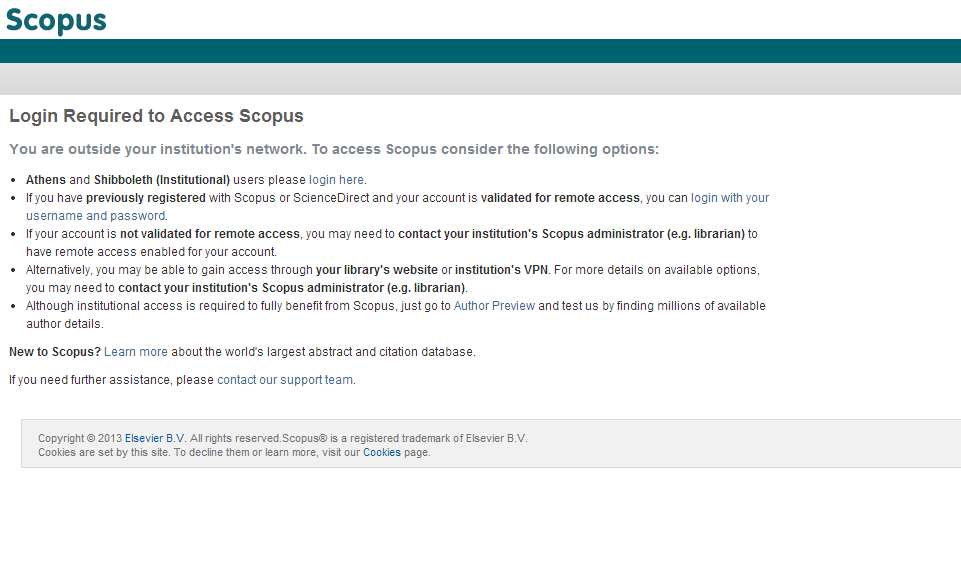 Scopus
Login Required to Access Scopus
You are outside your institution's network. To access Scopus consider the following options:
Athens and Shibboleth (Institutional) users please login here.
If you have previously registered with Scopus or ScienceDirect and your account is validated for remote access, you can login with your
username and password.
If your account is not validated for remote access, you may need to contact your institution's Scopus administrator (e.g. librarian) to
have remote access enabled for your account.
Alternatively, you may be able to gain access through your library's website or institution's VPN. For more details on available options,
you may need to contact your institution's Scopus administrator (e.g. librarian).
Although institutional access is required to fully benefit from Scopus, just go to Author Preview and test us by finding millions of available
author details.
New to Scopus? Learn more about the world's largest abstract and citation database.
If you need further assistance, please contact our support team.
Copyright © 2013 Elsevier B.V. All rights reserved.Scopus® is a registered trademark of Elsevier B.V.
Cookies are set by this site. To decline them or learn more, visit our Cookies page.